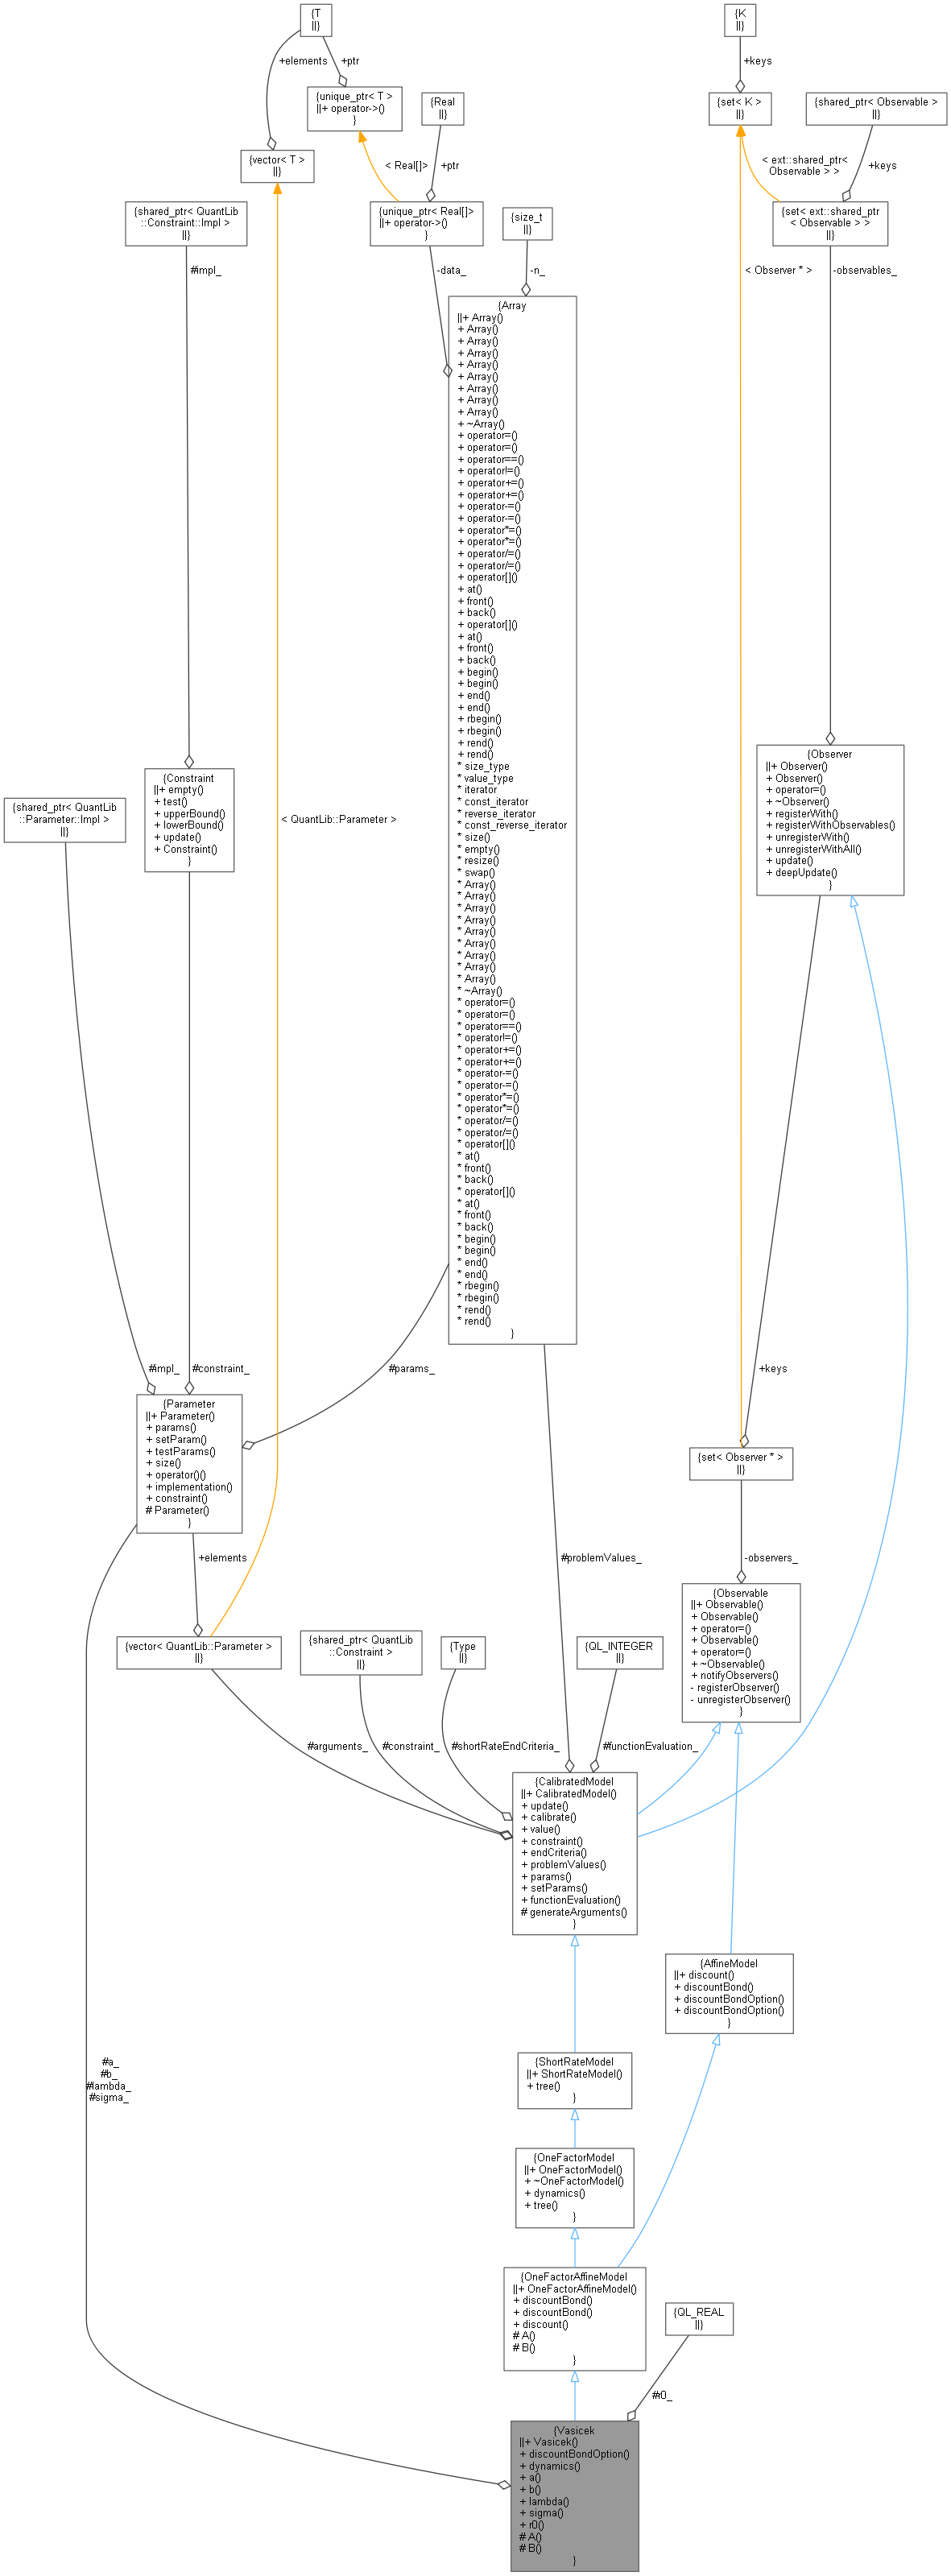 {T
||}
{K
||}
+elements
+ptr
+keys
{unique_ptr< T >
||+ operator->()
}
{Real
||}
{set< K >
||}
{shared_ptr< Observable >
||}
{vector< T >
||}
< Real[]>
+ptr
< ext::shared_ptr<
Observable > >
+keys
{shared_ptr< QuantLib
::Constraint::Impl >
||}
{unique_ptr< Real[]>
||+ operator->()
}
{size_t
||}
{set< ext::shared_ptr
< Observable > >
||}
#impl_
-data_
-n_
< Observer * >
-observables_
{Array
||+ Array()
+ Array()
+ Array()
+ Array()
+ Array()
+ Array()
+ Array()
+ Array()
+ Array()
+ ~Array()
+ operator=()
+ operator=()
+ operator==()
+ operator!=()
+ operator+=()
+ operator+=()
+ operator-=()
+ operator-=()
+ operator*=()
+ operator*=()
+ operator/=()
+ operator/=()
+ operator[]()
+ at()
+ front()
+ back()
+ operator[]()
+ at()
+ front()
+ back()
+ begin()
+ begin()
+ end()
+ end()
+ rbegin()
+ rbegin()
+ rend()
+ rend()
* size_type
* value_type
* iterator
* const_iterator
* reverse_iterator
* const_reverse_iterator
* size()
* empty()
* resize()
* swap()
* Array()
* Array()
* Array()
* Array()
* Array()
* Array()
* Array()
* Array()
* Array()
* ~Array()
* operator=()
* operator=()
* operator==()
* operator!=()
* operator+=()
* operator+=()
* operator-=()
* operator-=()
* operator*=()
* operator*=()
* operator/=()
* operator/=()
* operator[]()
* at()
* front()
* back()
* operator[]()
* at()
* front()
* back()
* begin()
* begin()
* end()
* end()
* rbegin()
* rbegin()
* rend()
* rend()
}
{Observer
||+ Observer()
+ Observer()
+ operator=()
+ ~Observer()
+ registerWith()
+ registerWithObservables()
+ unregisterWith()
+ unregisterWithAll()
+ update()
+ deepUpdate()
}
{Constraint
||+ empty()
+ test()
+ upperBound()
+ lowerBound()
+ update()
+ Constraint()
}
{shared_ptr< QuantLib
::Parameter::Impl >
||}
< QuantLib::Parameter >
#impl_
#constraint_
#params_
+keys
{Parameter
||+ Parameter()
+ params()
+ setParam()
+ testParams()
+ size()
+ operator()()
+ implementation()
+ constraint()
# Parameter()
}
{set< Observer * >
||}
+elements
#problemValues_
-observers_
{Observable
||+ Observable()
+ Observable()
+ operator=()
+ Observable()
+ operator=()
+ ~Observable()
+ notifyObservers()
- registerObserver()
- unregisterObserver()
}
{vector< QuantLib::Parameter >
||}
{shared_ptr< QuantLib
::Constraint >
||}
{Type
||}
{QL_INTEGER
||}
#arguments_
#constraint_
#shortRateEndCriteria_
#functionEvaluation_
{CalibratedModel
||+ CalibratedModel()
+ update()
+ calibrate()
+ value()
+ constraint()
+ endCriteria()
+ problemValues()
+ params()
+ setParams()
+ functionEvaluation()
# generateArguments()
}
{AffineModel
||+ discount()
+ discountBond()
+ discountBondOption()
+ discountBondOption()
}
{ShortRateModel
||+ ShortRateModel()
+ tree()
}
#a_
#b_
#lambda_
#sigma_
{OneFactorModel
||+ OneFactorModel()
+ ~OneFactorModel()
+ dynamics()
+ tree()
}
{OneFactorAffineModel
||+ OneFactorAffineModel()
+ discountBond()
+ discountBond()
+ discount()
# A()
# B()
}
{QL_REAL
||}
#r0_
{Vasicek
||+ Vasicek()
+ discountBondOption()
+ dynamics()
+ a()
+ b()
+ lambda()
+ sigma()
+ r0()
# A()
# B()
}